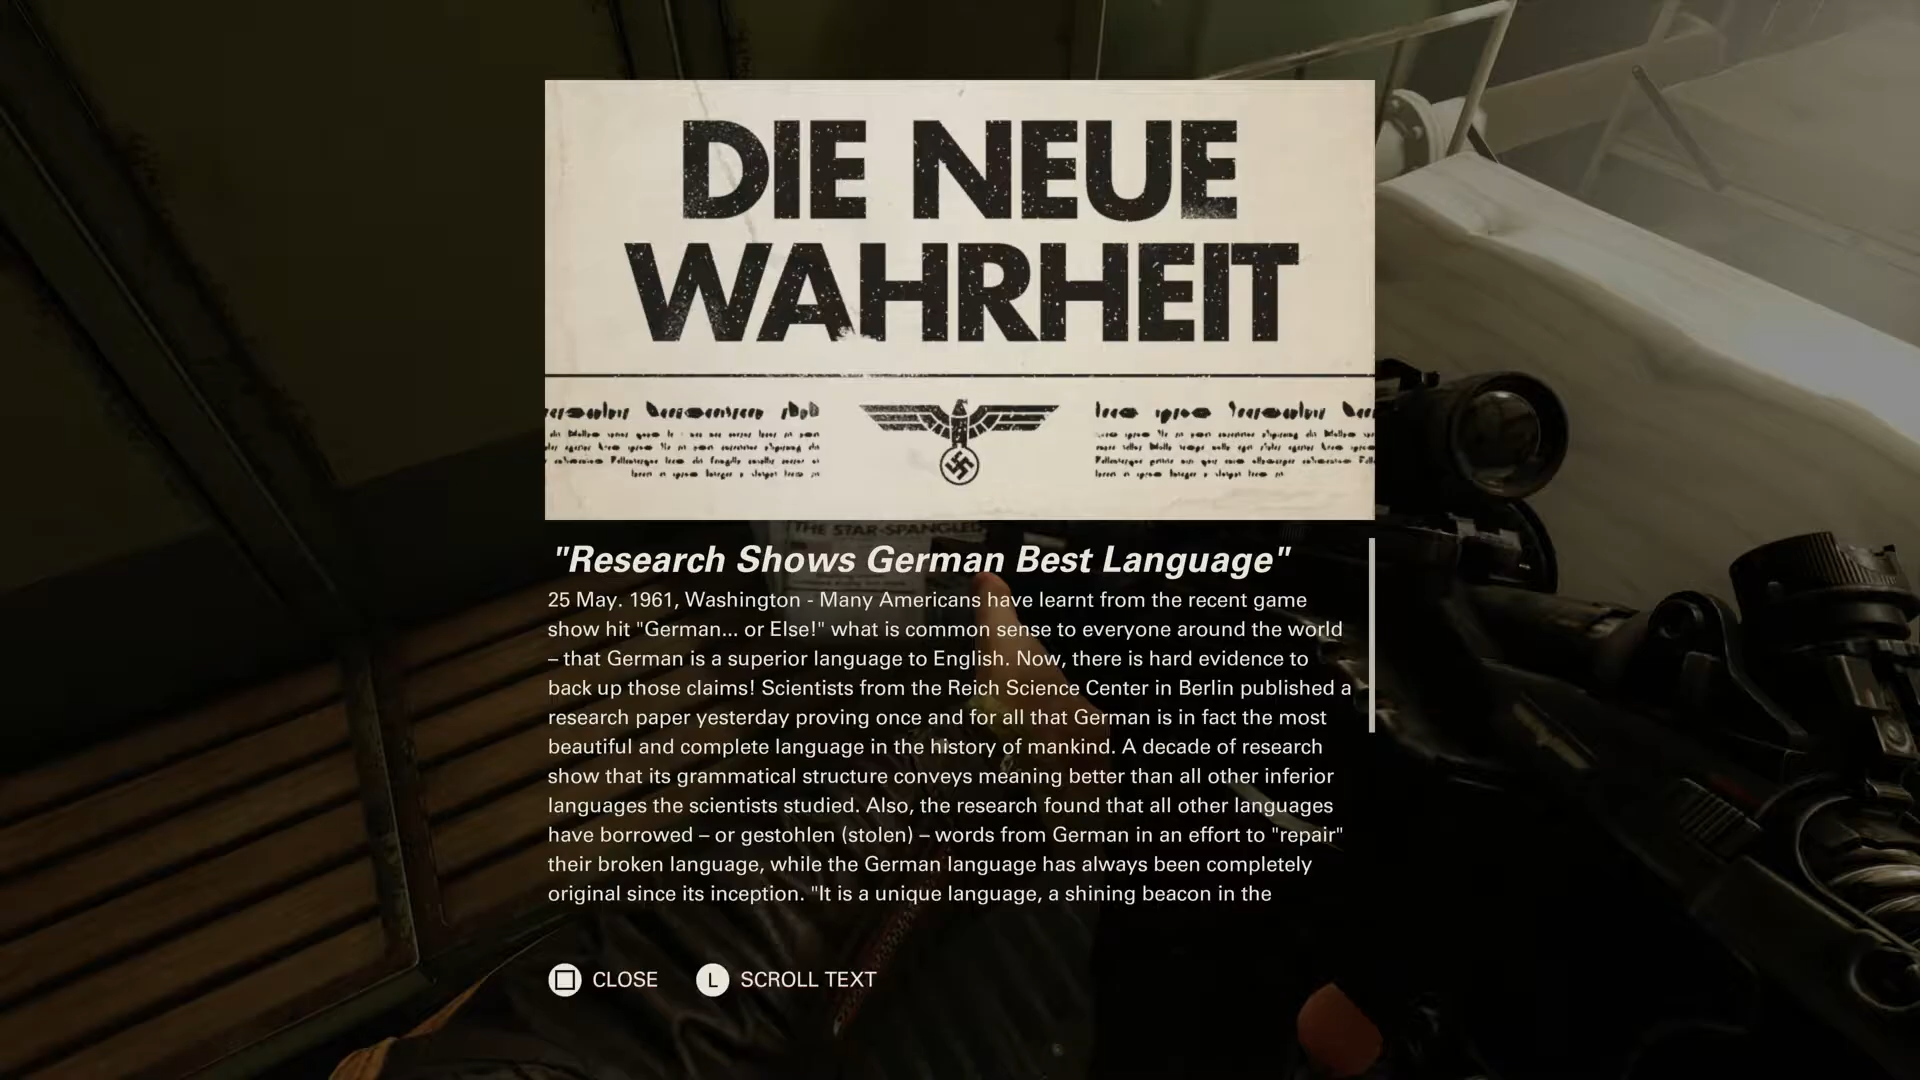 DIE NEUE
WAHRHEIT
THE STAR-SPANGLED
"Research Shows German Best Language"
25 May. 1961, Washington - Many Americans have learnt from the recent game
show hit "German... or Else!" what is common sense to everyone around the world
– that German is a superior language to English. Now, there is hard evidence to
back up those claims! Scientists from the Reich Science Center in Berlin published a
research paper yesterday proving once and for all that German is in fact the most
beautiful and complete language in the history of mankind. A decade of research
show that its grammatical structure conveys meaning better than all other inferior
languages the scientists studied. Also, the research found that all other languages
have borrowed – or gestohlen (stolen) – words from German in an effort to "repair"
their broken language, while the German language has always been completely
original since its inception. "It is a unique language, a shining beacon in the
CLOSE L SCROLL TEXT